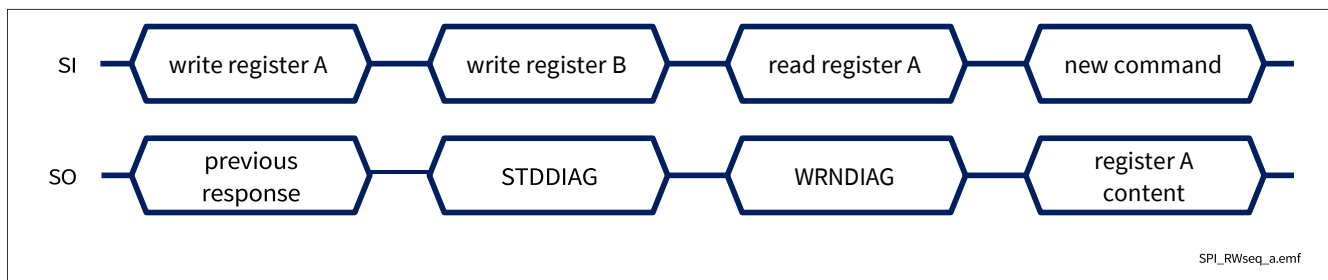 SI
write register A
write register B
read register A
new command
SO
previous
response
STDDIAG
WRNDIAG
register A
content
SPI_RWseq_a.emf